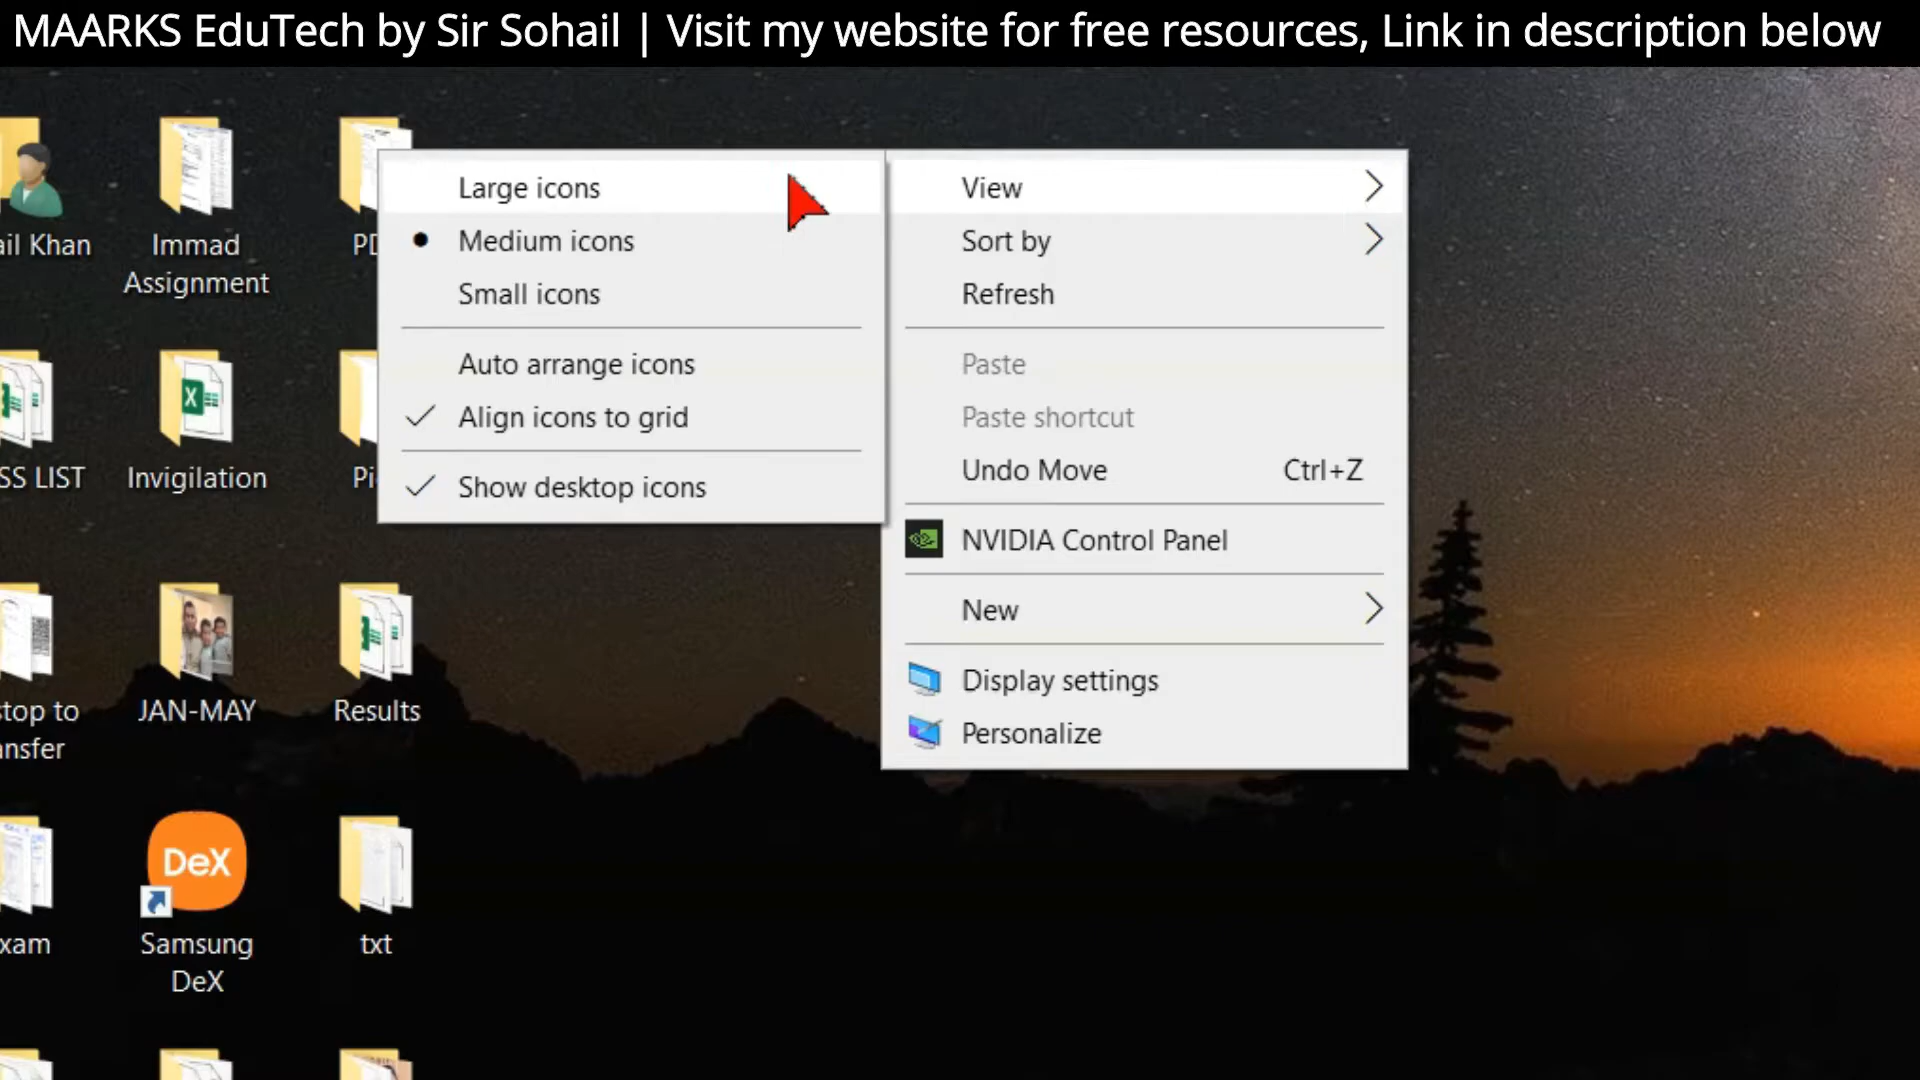 MAARKS EduTech by Sir Sohail | Visit my website for free resources, Link in description below
Large icons
Medium icons
Small icons
Auto arrange icons
Align icons to grid
Show desktop icons
View
Sort by
Refresh
Paste
Paste shortcut
Undo Move Ctrl+Z
NVIDIA Control Panel
New
Display settings
Personalize
Khan
Immad
Assignment
LIST
Invigilation
to
JAN-MAY
Results
DeX
Samsung
DeX
txt